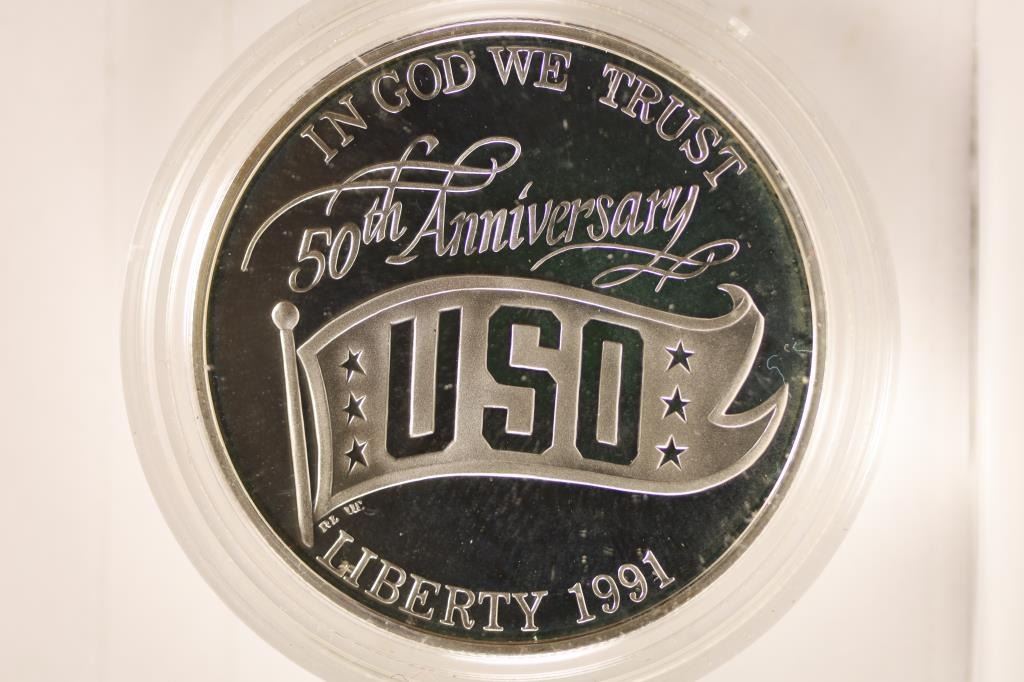 IN GOD WE TRUST
50th Anniversary
USO
LIBERTY 1991